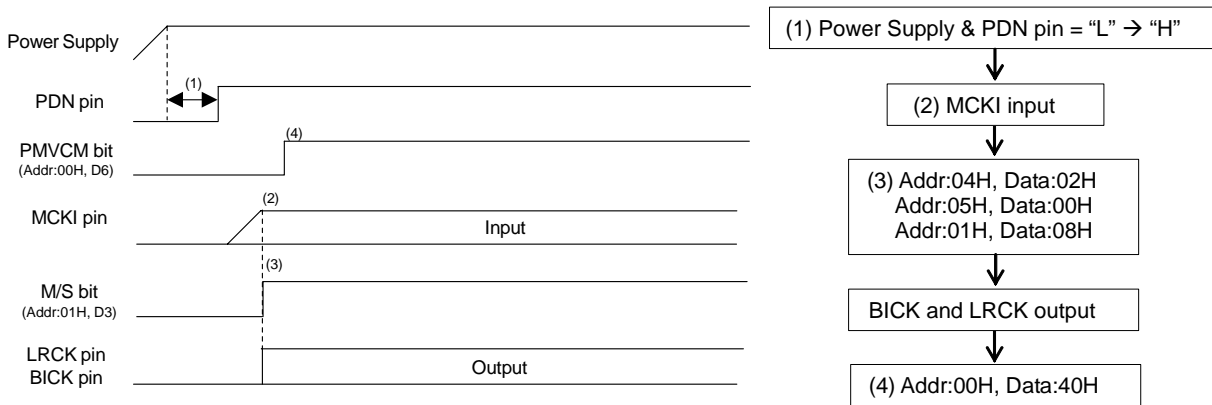 Power Supply
(1)
PDN pin
PMVCM bit
(Addr:00H, D6)
(4)
MCKI pin
(2)
Input
M/S bit
(Addr:01H, D3)
(3)
LRCK pin
BICK pin
Output
(1) Power Supply & PDN pin = “L” → “H”
(2) MCKI input
(3) Addr:04H, Data:02H
Addr:05H, Data:00H
Addr:01H, Data:08H
BICK and LRCK output
(4) Addr:00H, Data:40H